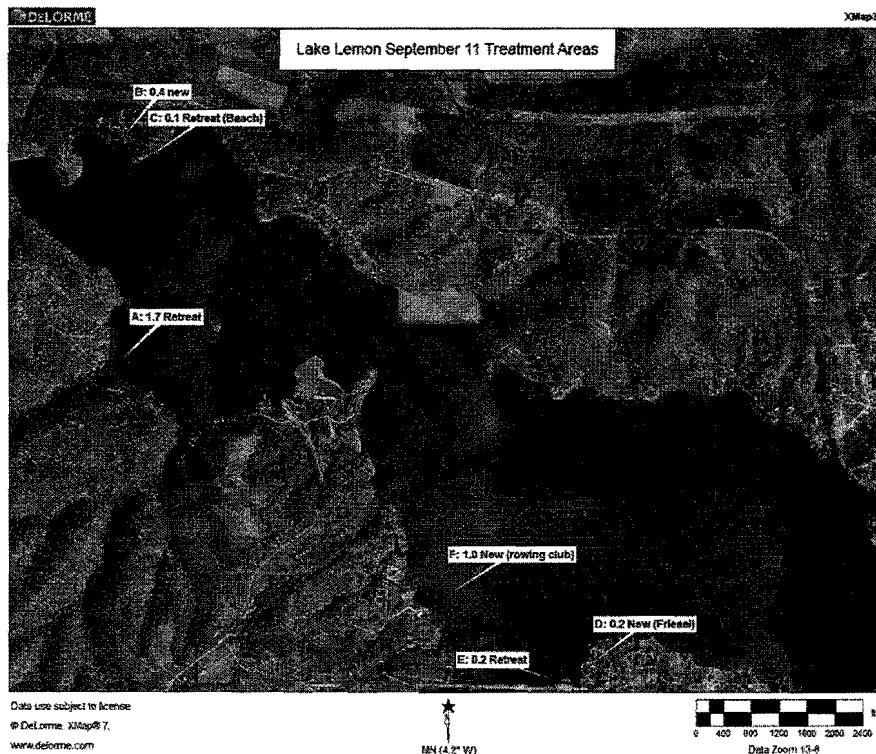 DELORME
XMap®7
Lake Lemon September 11 Treatment Areas
B: 0.4 new
C: 0.1 Retreat (Beach)
A: 1.7 Retreat
F: 1.0 New (rowing club)
D: 0.2 New (Friesel)
E: 0.2 Retreat
Data use subject to license.
© DeLorme. XMap® 7.
www.delorme.com
MN (4.2° W)
ft
0 400 800 1200 1600 2000 2400
Data Zoom 13-6